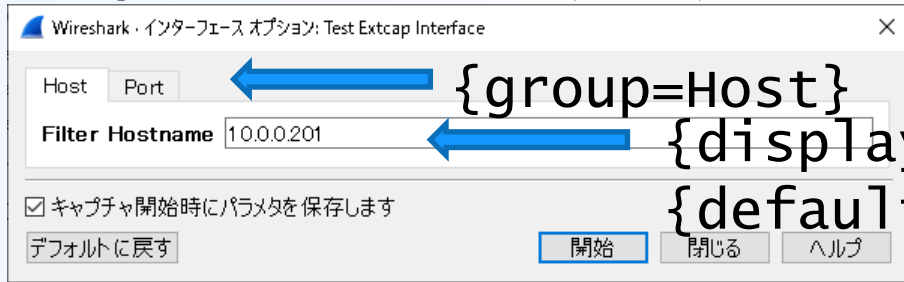 Wireshark · インターフェース オプション: Test Extcap Interface
Host Port
{group=Host}
Filter Hostname 10.0.0.201
{display
{default
キャプチャ開始時にパラメタを保存します
デフォルトに戻す 開始 閉じる ヘルプ